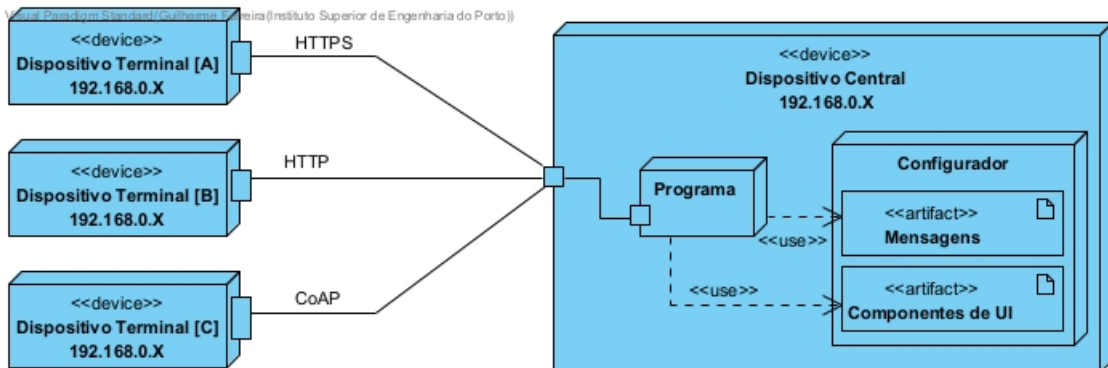 Visual Paradigm Standard(Guilherme Ferreira(Instituto Superior de Engenharia do Porto))
<<device>>
Dispositivo Terminal [A]
192.168.0.X
HTTPS
<<device>>
Dispositivo Terminal [B]
192.168.0.X
HTTP
<<device>>
Dispositivo Terminal [C]
192.168.0.X
CoAP
<<device>>
Dispositivo Central
192.168.0.X
Programa
<<use>>
<<use>>
Configurador
<<artifact>>
Mensagens
<<artifact>>
Componentes de UI